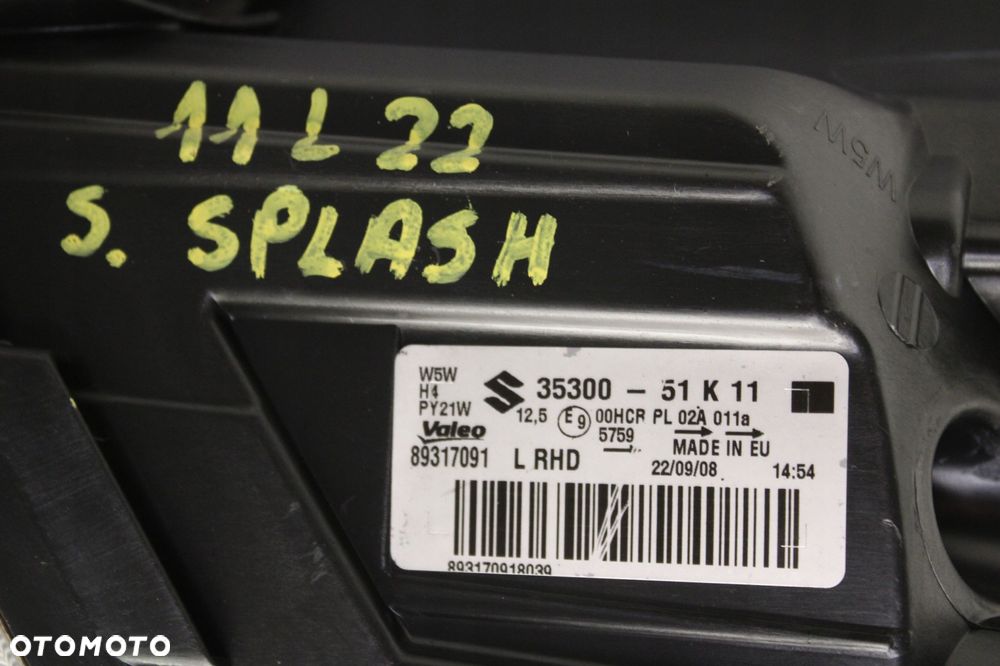 11 L 22
S. SPLASH
W5W
W5W
H4
PY21W
35300 - 51 K 11
12,5 E9 00HCR PL 02A 011a
5759
Valeo
MADE IN EU
89317091 L RHD 22/09/08 14:54
893170918039
OTOMOTO